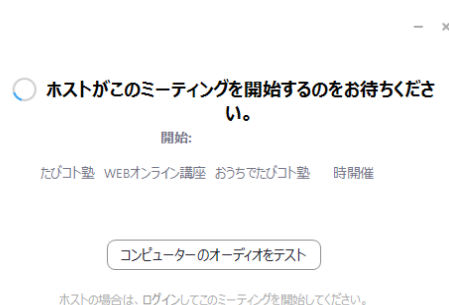 ホストがこのミーティングを開始するのをお待ちくださ
い。
開始:
たびコト塾 WEBオンライン講座 おうちでたびコト塾 時開催
コンピューターのオーディオをテスト
ホストの場合は、ログインしてこのミーティングを開始してください。